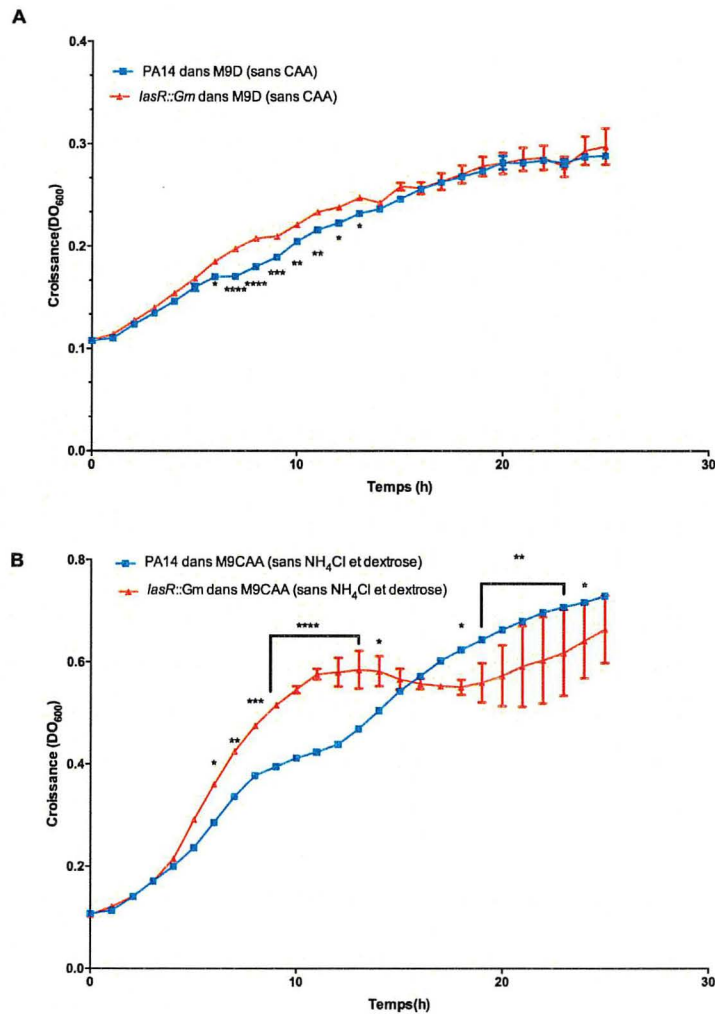 A
0.4
PA14 dans M9D (sans CAA)
lasR::Gm dans M9D (sans CAA)
0.3
Croissance(DO600)
0.2
* **** **** *** ** ** * *
0.1
0.0
0 10 20 30
Temps (h)
B
0.8
PA14 dans M9CAA (sans NH4Cl et dextrose)
lasR::Gm dans M9CAA (sans NH4Cl et dextrose)
**
**** * * *
0.6
***
**
*
Croissance (DO600)
0.4
0.2
0.0
0 10 20 30
Temps(h)